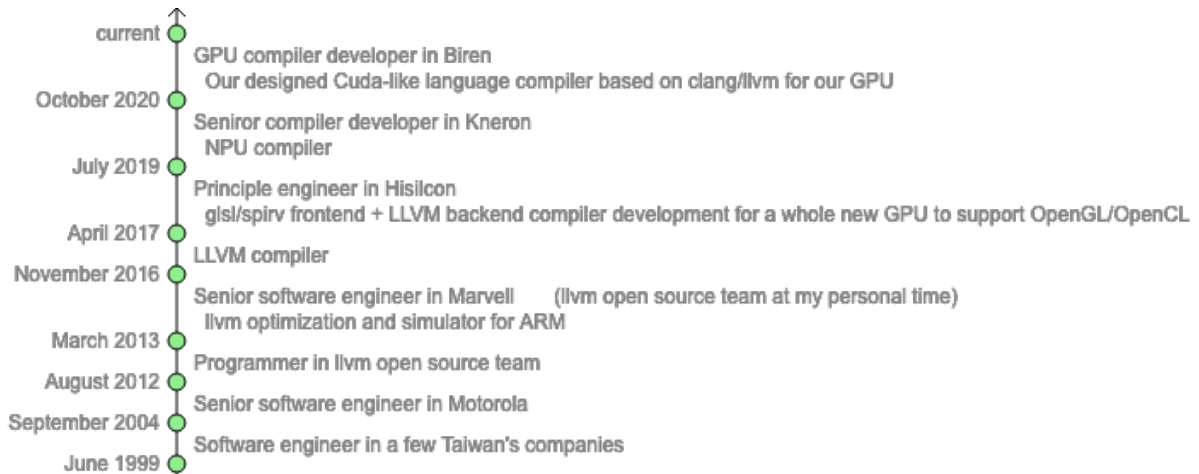 current
GPU compiler developer in Biren
Our designed Cuda-like language compiler based on clang/llvm for our GPU
October 2020
Seniror compiler developer in Kneron
NPU compiler
July 2019
Principle engineer in Hisilcon
glsl/spirv frontend + LLVM backend compiler development for a whole new GPU to support OpenGL/OpenCL
April 2017
LLVM compiler
November 2016
Senior software engineer in Marvell (llvm open source team at my personal time)
llvm optimization and simulator for ARM
March 2013
Programmer in llvm open source team
August 2012
Senior software engineer in Motorola
September 2004
Software engineer in a few Taiwan's companies
June 1999